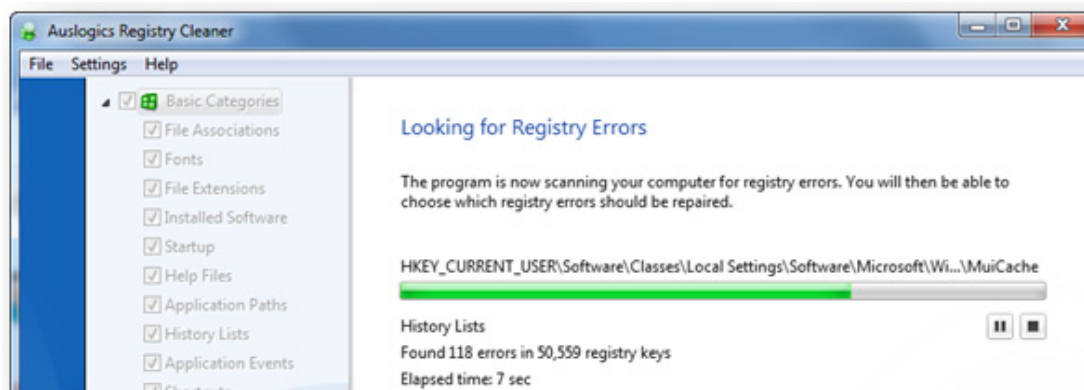 Auslogics Registry Cleaner
File Settings Help
Basic Categories
File Associations
Fonts
File Extensions
Installed Software
Startup
Help Files
Application Paths
History Lists
Application Events
Looking for Registry Errors
The program is now scanning your computer for registry errors. You will then be able to
choose which registry errors should be repaired.
HKEY_CURRENT_USER\Software\Classes\Local Settings\Software\Microsoft\Wi...\MuiCache
History Lists
Found 118 errors in 50,559 registry keys
Elapsed time: 7 sec